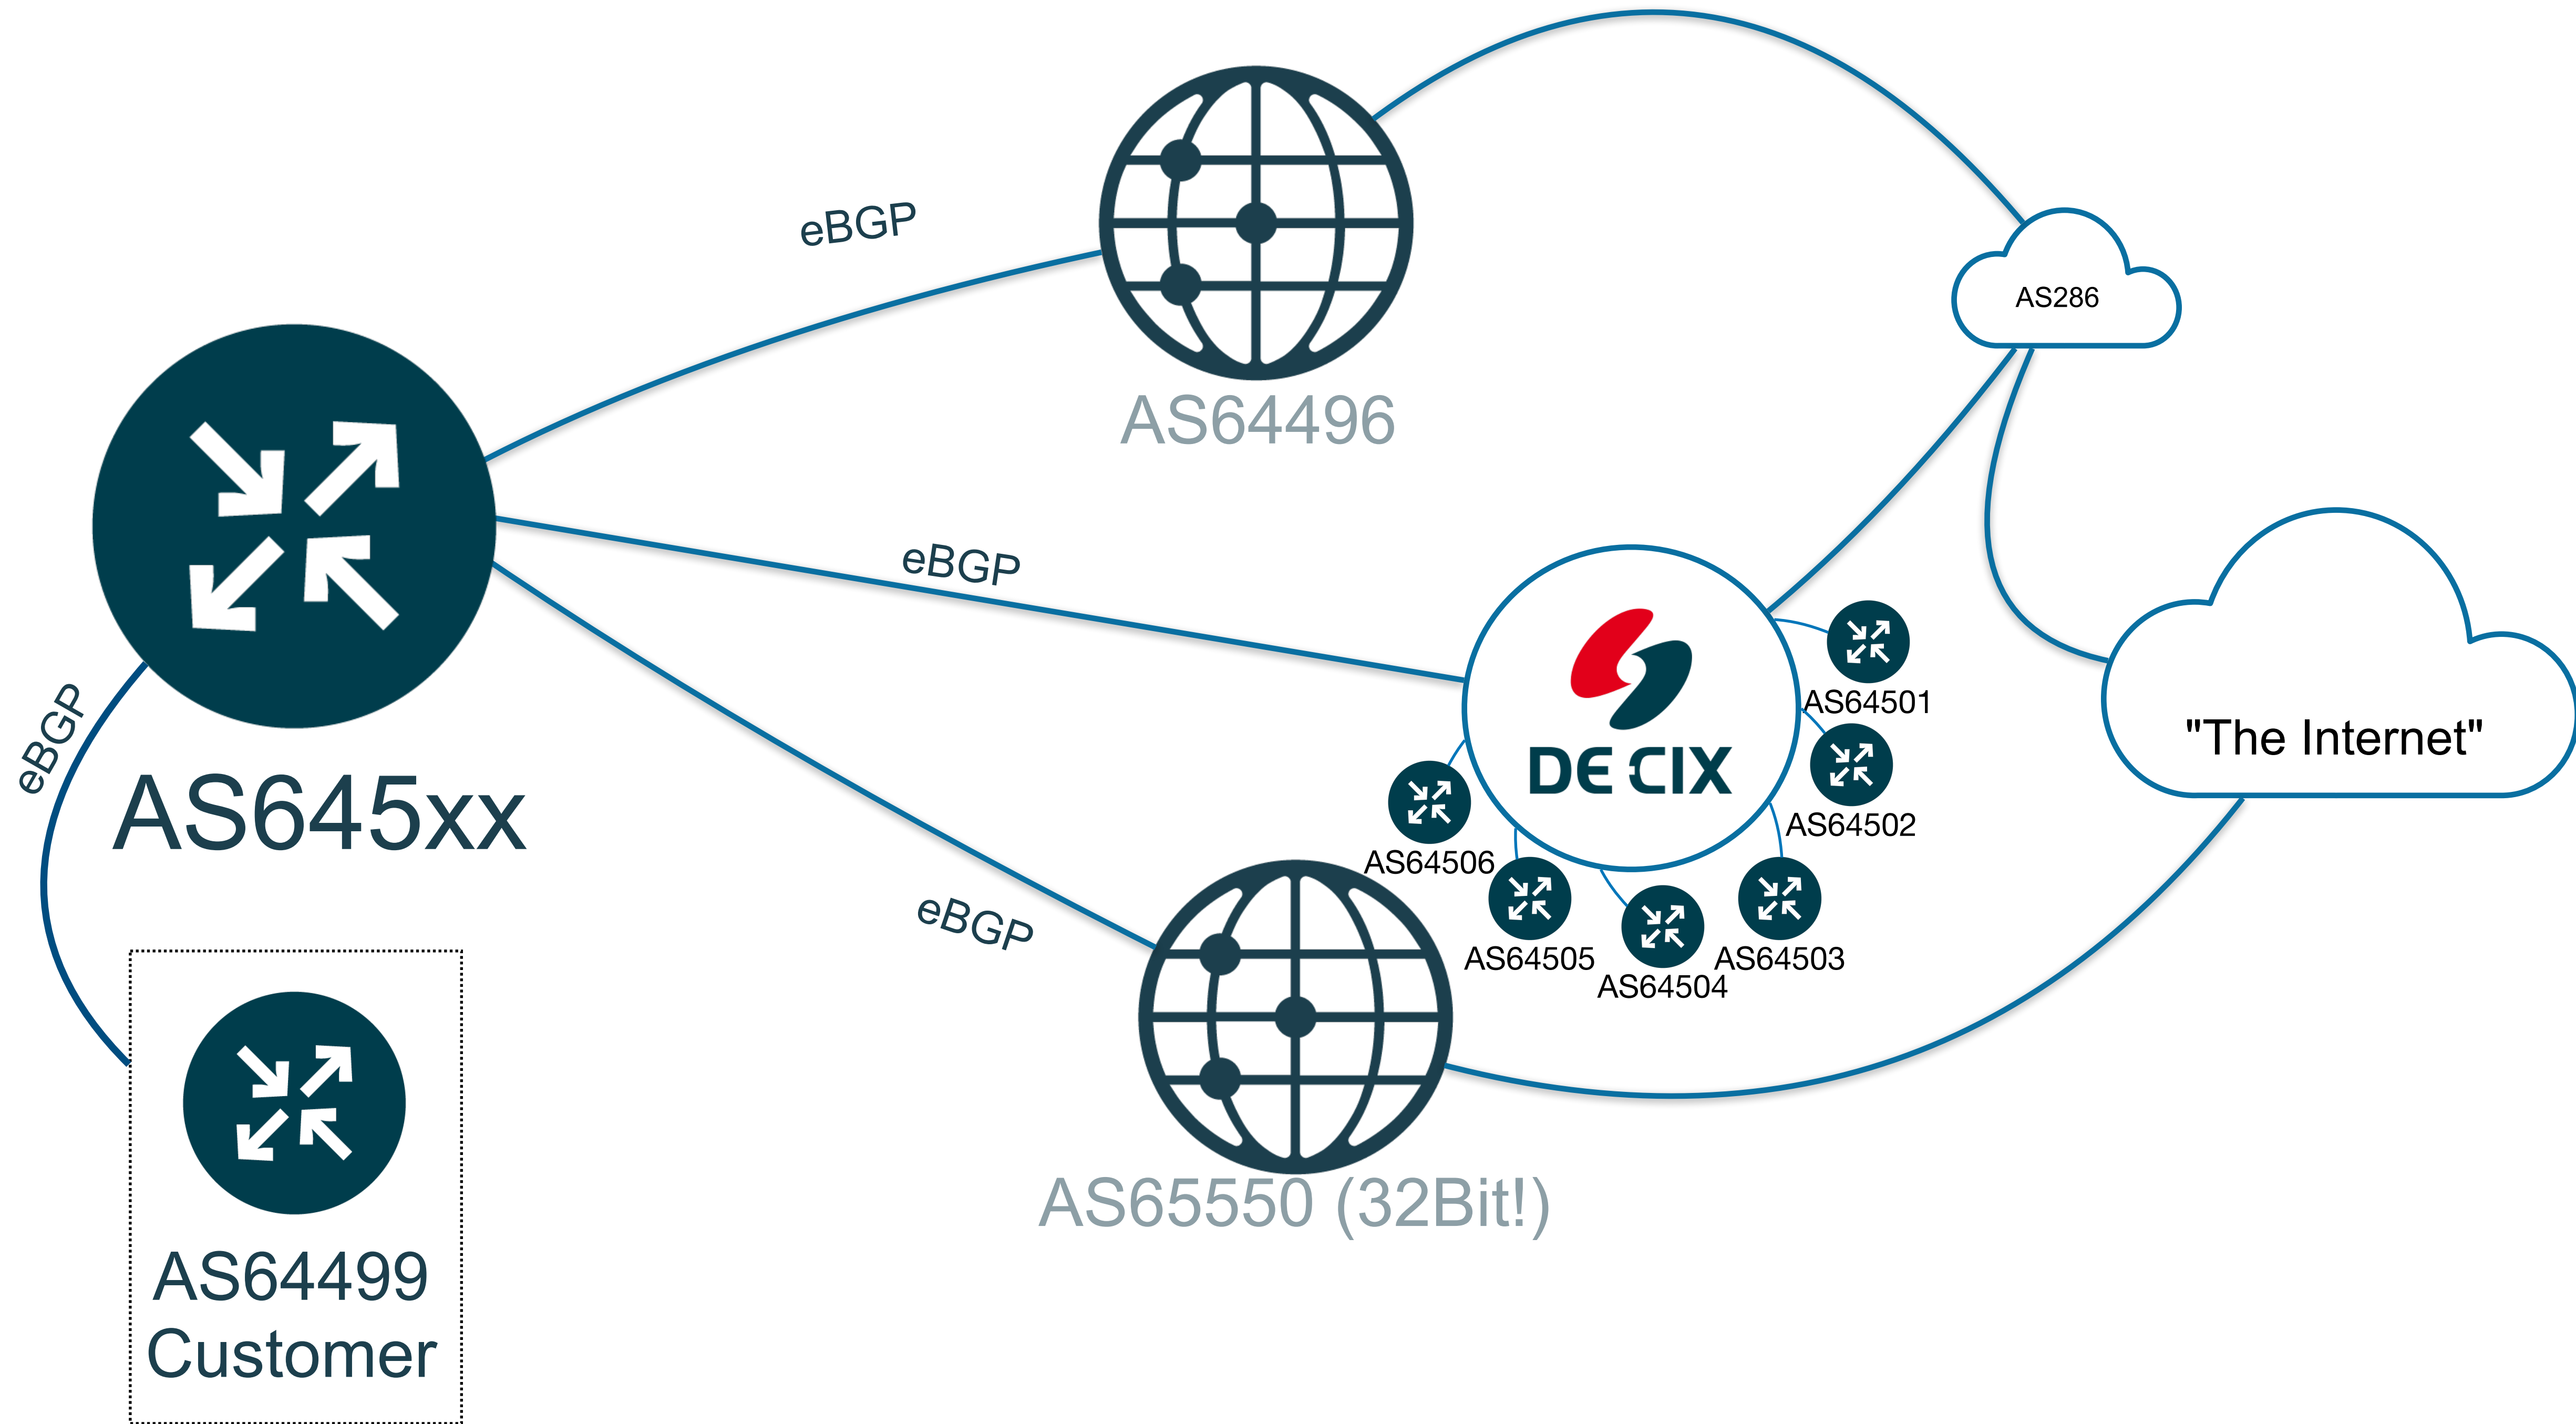 eBGP
AS64496
AS286
eBGP
AS645xx
eBGP
DE CIX
AS64501
AS64502
AS64503
AS64504
AS64505
AS64506
"The Internet"
eBGP
AS65550 (32Bit!)
AS64499
Customer